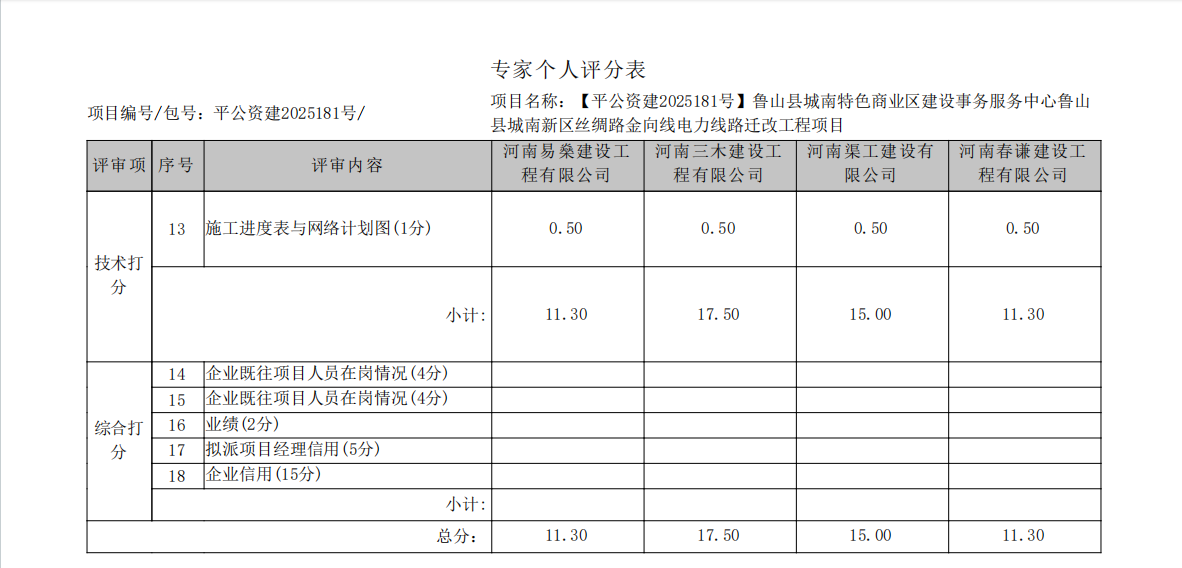 专家个人评分表
项目编号/包号: 平公资建2025181号/
项目名称: 【平公资建2025181号】鲁山县城南特色商业区建设事务服务中心鲁山
县城南新区丝绸路金向线电力线路迁改工程项目
评审项 序号 评审内容 河南易燊建设工程有限公司 河南三木建设工程有限公司 河南渠工建设有限公司 河南春谦建设工程有限公司
技术打分
13 施工进度表与网络计划图(1分) 0.50 0.50 0.50 0.50
小计: 11.30 17.50 15.00 11.30
综合打分
14 企业既往项目人员在岗情况(4分)
15 企业既往项目人员在岗情况(4分)
16 业绩(2分)
17 拟派项目经理信用(5分)
18 企业信用(15分)
小计:
总分: 11.30 17.50 15.00 11.30